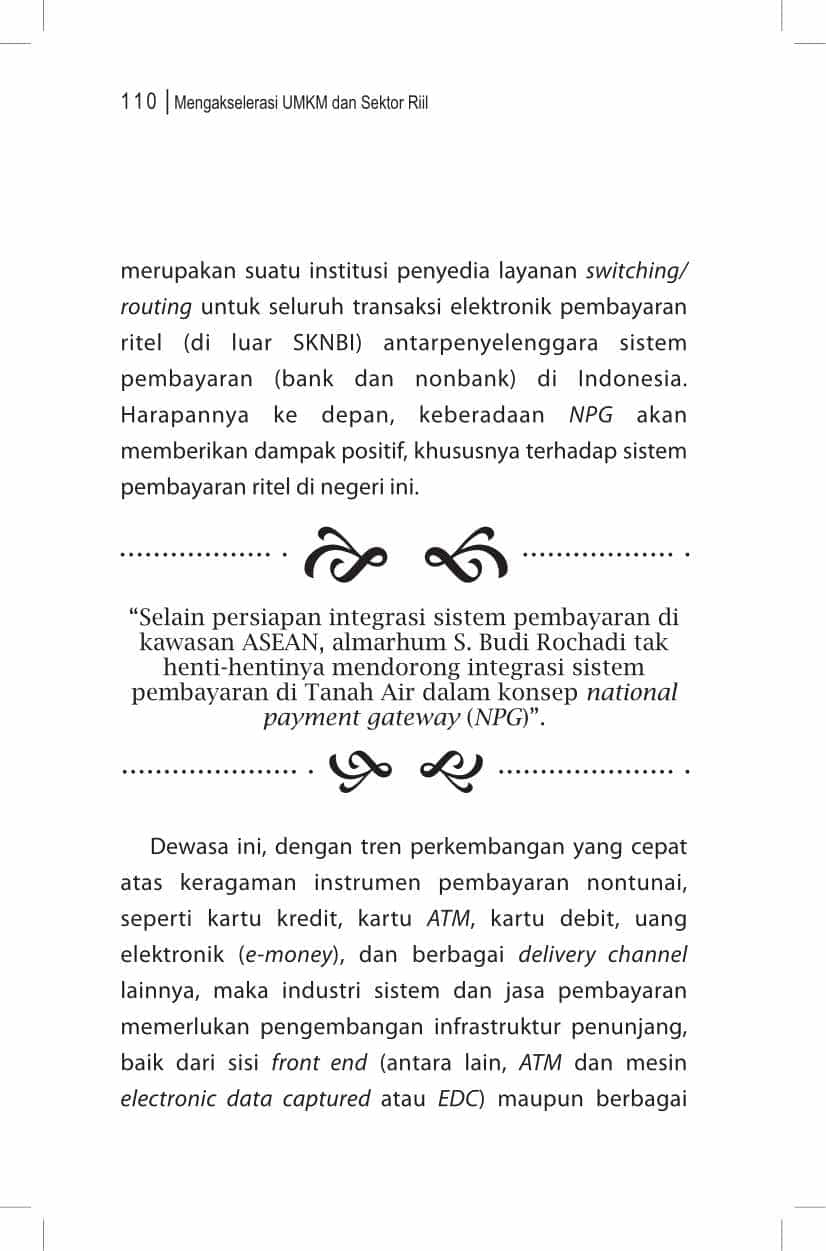 110 | Mengakselerasi UMKM dan Sektor Riil
merupakan suatu institusi penyedia layanan switching/
routing untuk seluruh transaksi elektronik pembayaran
ritel (di luar SKNBI) antarpenyelenggara sistem
pembayaran (bank dan nonbank) di Indonesia.
Harapannya ke depan, keberadaan NPG akan
memberikan dampak positif, khususnya terhadap sistem
pembayaran ritel di negeri ini.
“Selain persiapan integrasi sistem pembayaran di
kawasan ASEAN, almarhum S. Budi Rochadi tak
henti-hentinya mendorong integrasi sistem
pembayaran di Tanah Air dalam konsep national
payment gateway (NPG)”.
Dewasa ini, dengan tren perkembangan yang cepat
atas keragaman instrumen pembayaran nontunai,
seperti kartu kredit, kartu ATM, kartu debit, uang
elektronik (e-money), dan berbagai delivery channel
lainnya, maka industri sistem dan jasa pembayaran
memerlukan pengembangan infrastruktur penunjang,
baik dari sisi front end (antara lain, ATM dan mesin
electronic data captured atau EDC) maupun berbagai